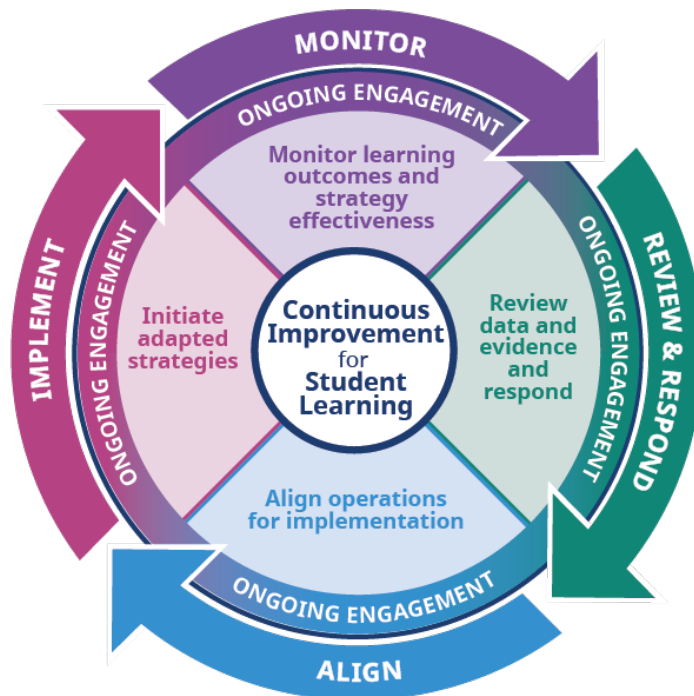 MONITOR
ONGOING ENGAGEMENT
Monitor learning
outcomes and
strategy
effectiveness
REVIEW & RESPOND
ONGOING ENGAGEMENT
Review
data and
evidence
and
respond
ALIGN
ONGOING ENGAGEMENT
Align operations
for implementation
IMPLEMENT
ONGOING ENGAGEMENT
Initiate
adapted
strategies
Continuous
Improvement
for
Student
Learning